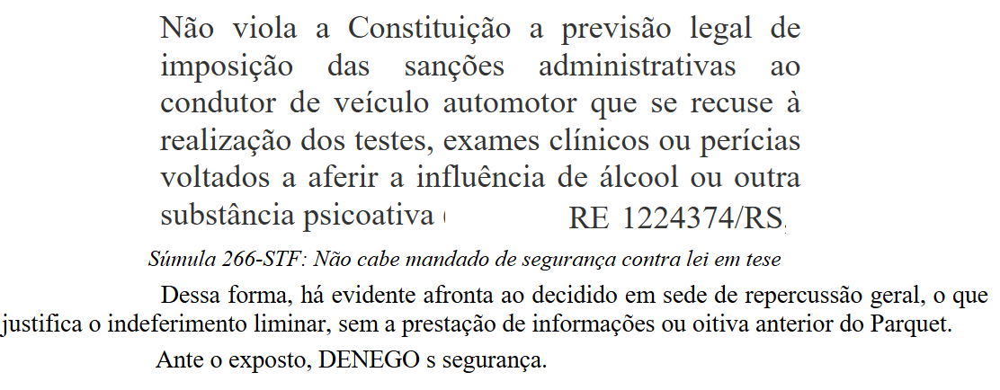 Não viola a Constituição a previsão legal de
imposição das sanções administrativas ao
condutor de veículo automotor que se recuse à
realização dos testes, exames clínicos ou perícias
voltados a aferir a influência de álcool ou outra
substância psicoativa ( RE 1224374/RS,
Súmula 266-STF: Não cabe mandado de segurança contra lei em tese
Dessa forma, há evidente afronta ao decidido em sede de repercussão geral, o que
justifica o indeferimento liminar, sem a prestação de informações ou oitiva anterior do Parquet.
Ante o exposto, DENEGO s segurança.